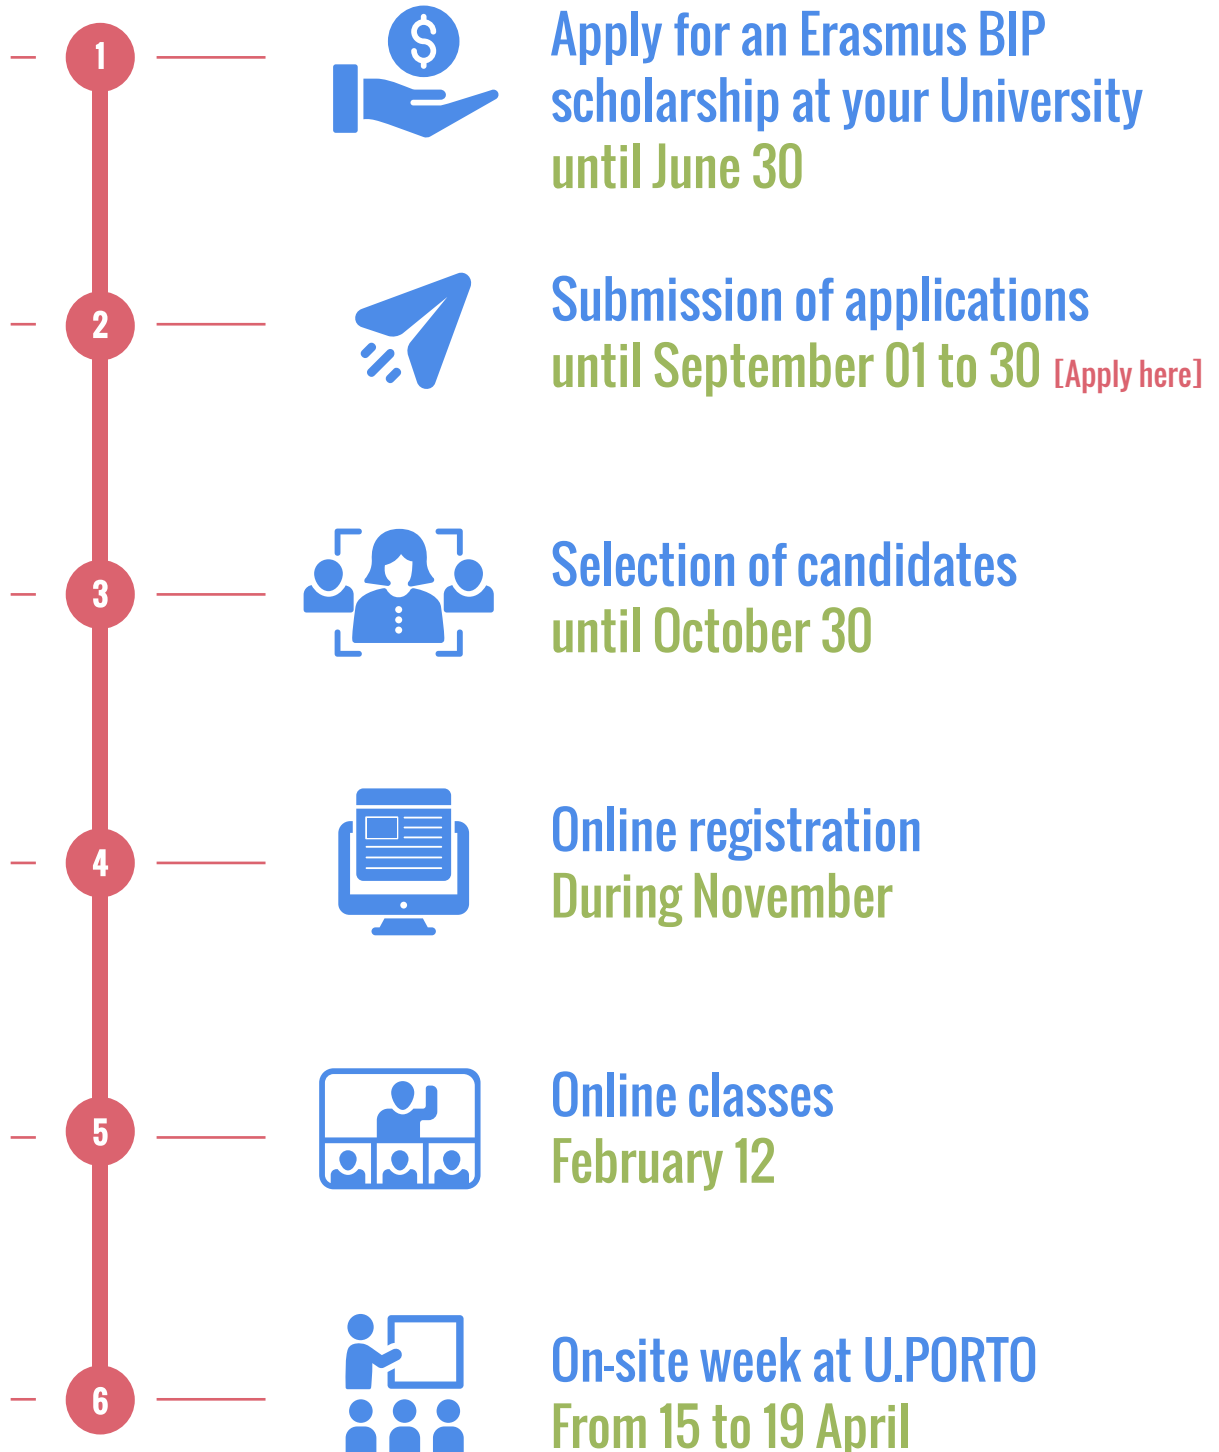 1
Apply for an Erasmus BIP
scholarship at your University
until June 30
2
Submission of applications
until September 01 to 30 [Apply here]
3
Selection of candidates
until October 30
4
Online registration
During November
5
Online classes
February 12
6
On-site week at U.PORTO
From 15 to 19 April